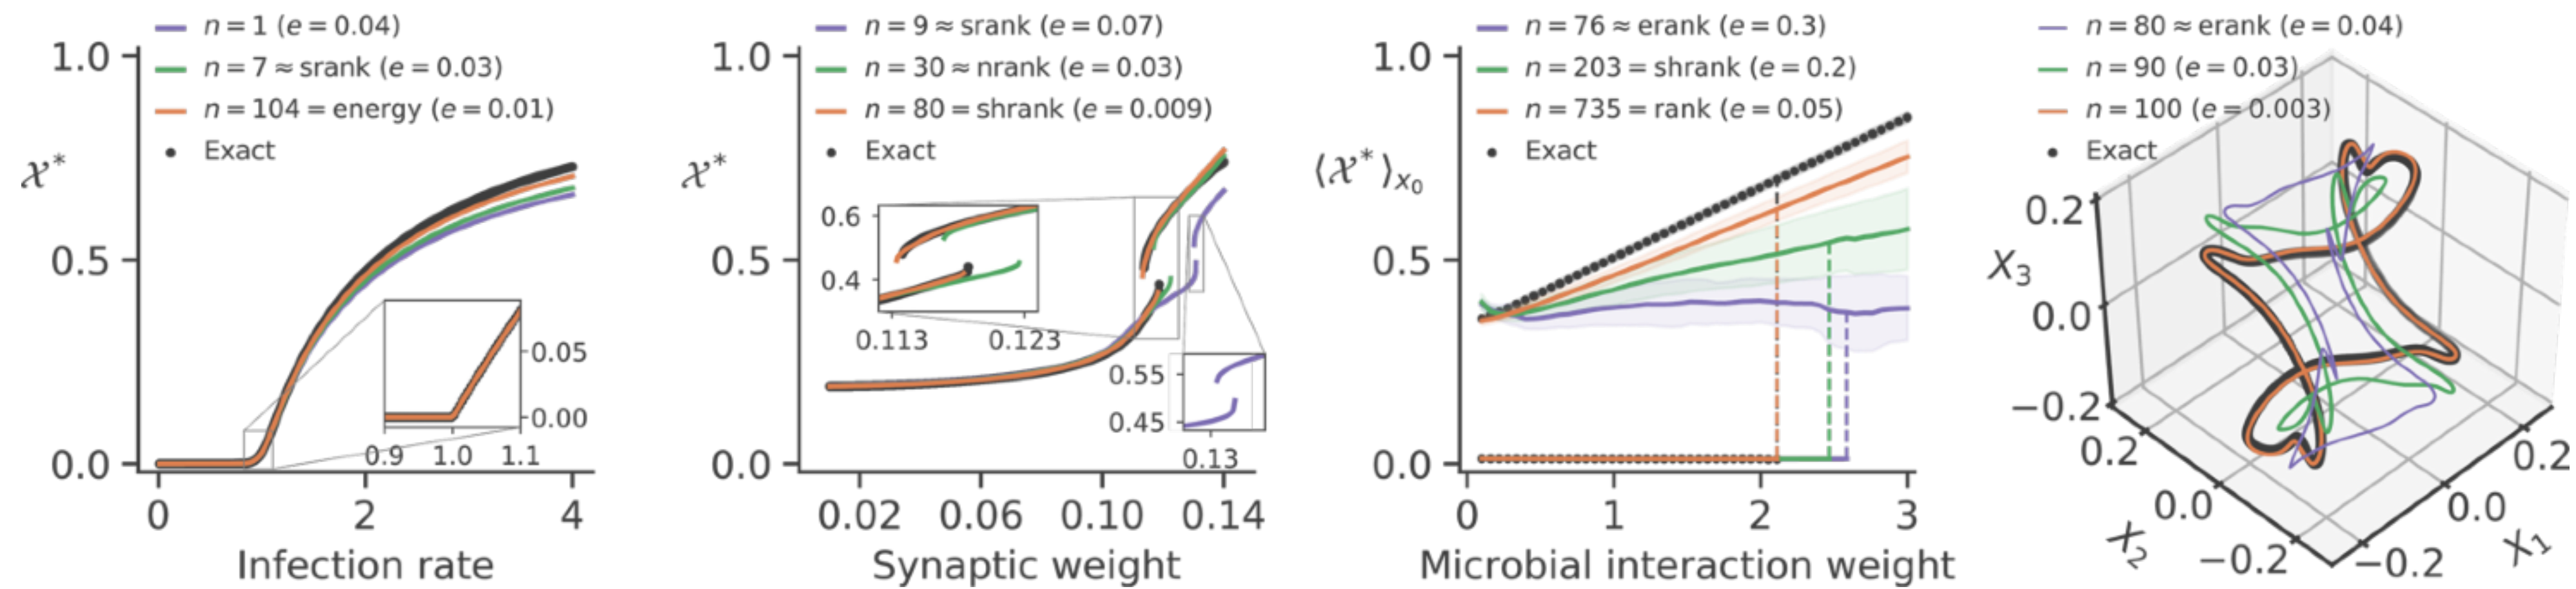 n = 1 (e = 0.04)
n = 7 ≈ srank (e = 0.03)
n = 104 = energy (e = 0.01)
Exact
𝒳*
1.0
0.5
0.0
0.05
0.00
0.9 1.0 1.1
0 2 4
Infection rate
n = 9 ≈ srank (e = 0.07)
n = 30 ≈ nrank (e = 0.03)
n = 80 = shrank (e = 0.009)
Exact
𝒳*
1.0
0.5
0.0
0.6
0.4
0.113 0.123
0.55
0.45
0.13
0.02 0.06 0.10 0.14
Synaptic weight
n = 76 ≈ erank (e = 0.3)
n = 203 = shrank (e = 0.2)
n = 735 = rank (e = 0.05)
Exact
⟨𝒳*⟩x₀
1.0
0.5
0.0
0 1 2 3
Microbial interaction weight
n = 80 ≈ erank (e = 0.04)
n = 90 (e = 0.03)
n = 100 (e = 0.003)
Exact
X₃
0.2
0.0
−0.2
0.2
0.0
−0.2
X₂
−0.2
0.0
0.2
X₁